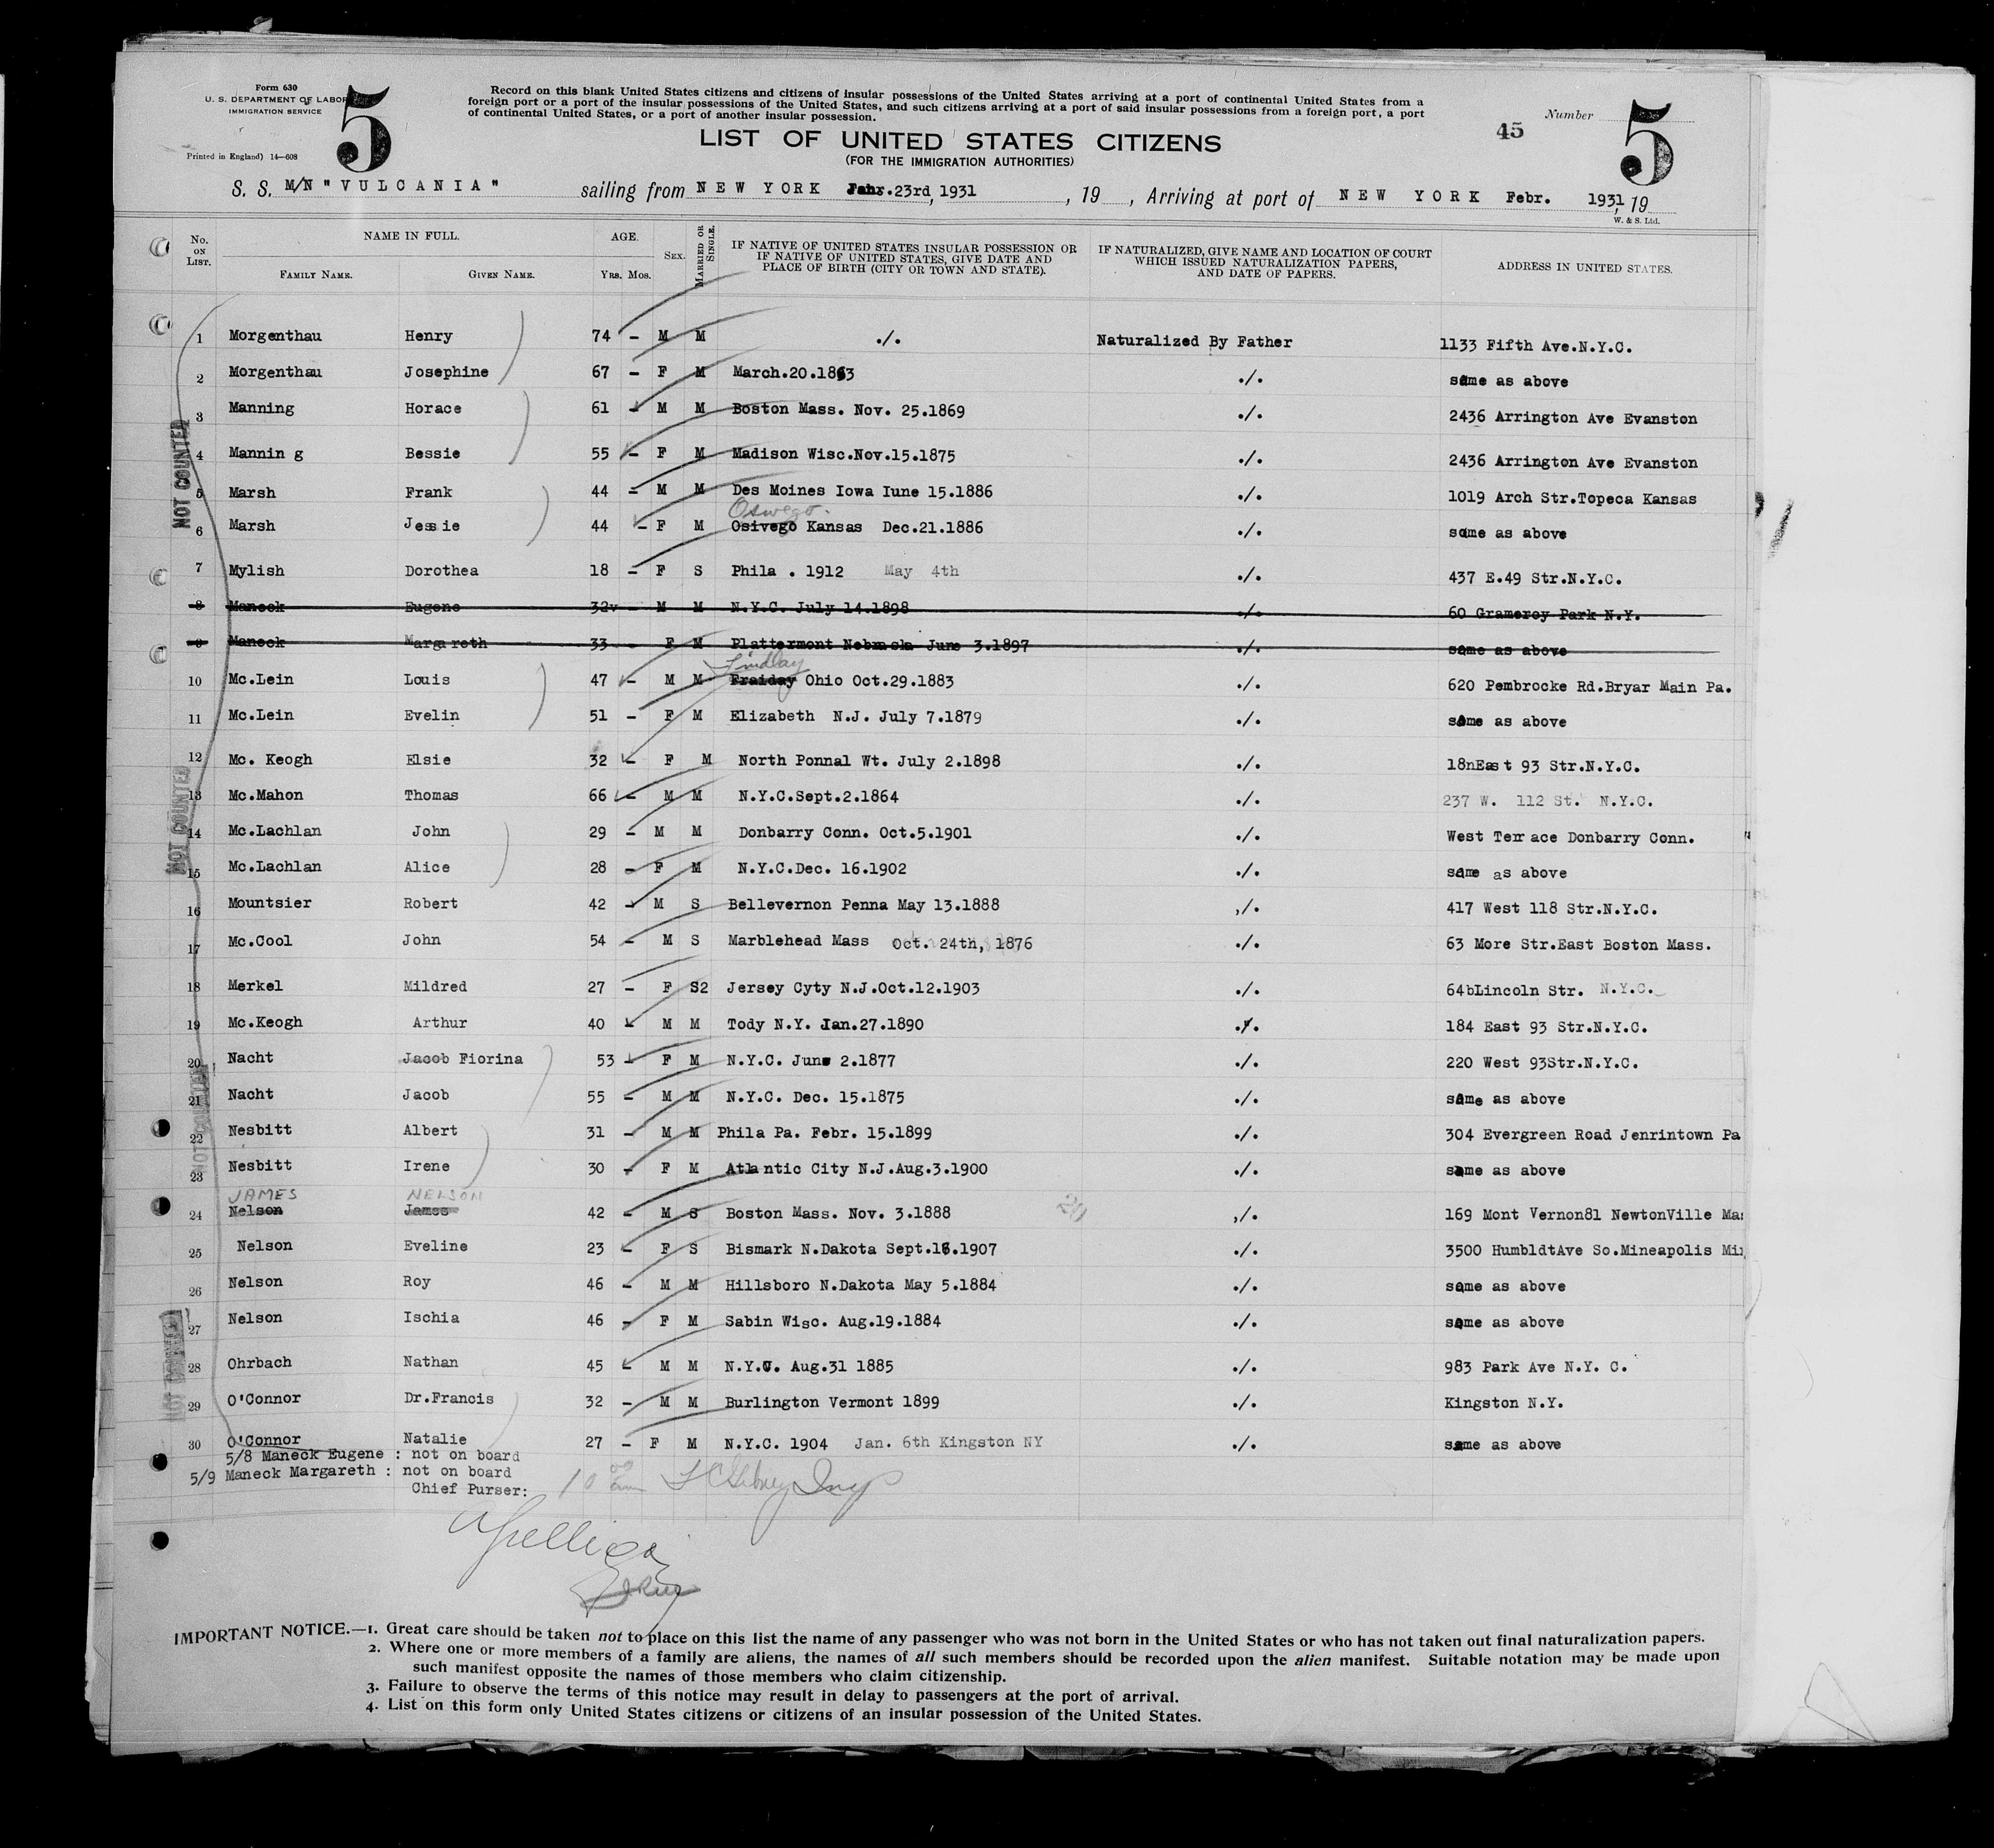 Form 630
U. S. DEPARTMENT OF LABOR
IMMIGRATION SERVICE
Printed in England) 14—608
5
Record on this blank United States citizens and citizens of insular possessions of the United States arriving at a port of continental United States from a
foreign port or a port of the insular possessions of the United States, and such citizens arriving at a port of said insular possessions from a foreign port, a port
of continental United States, or a port of another insular possession.
LIST OF UNITED STATES CITIZENS
(FOR THE IMMIGRATION AUTHORITIES)
45
Number 5
S. S. M/N "VULCANIA" sailing from NEW YORK 23rd, 1931, 19 , Arriving at port of NEW YORK Febr. 1931, 19
W. & S. Ltd.
No. ON LIST. NAME IN FULL. FAMILY NAME. GIVEN NAME. AGE. Yrs. Mos. SEX. MARRIED OR SINGLE. IF NATIVE OF UNITED STATES INSULAR POSSESSION OR IF NATIVE OF UNITED STATES, GIVE DATE AND PLACE OF BIRTH (CITY OR TOWN AND STATE). IF NATURALIZED, GIVE NAME AND LOCATION OF COURT WHICH ISSUED NATURALIZATION PAPERS, AND DATE OF PAPERS. ADDRESS IN UNITED STATES.
1 Morgenthau Henry 74 - M M ./. Naturalized By Father 1133 Fifth Ave.N.Y.C.
2 Morgenthau Josephine 67 - F M March.20.1863 ./. same as above
3 Manning Horace 61 - M M Boston Mass. Nov. 25.1869 ./. 2436 Arrington Ave Evanston
4 Mannin g Bessie 55 - F M Madison Wisc.Nov.15.1875 ./. 2436 Arrington Ave Evanston
5 Marsh Frank 44 - M M Des Moines Iowa Iune 15.1886 ./. 1019 Arch Str.Topeca Kansas
Oswego.
6 Marsh Jessie 44 - F M Osivego Kansas Dec.21.1886 ./. same as above
7 Mylish Dorothea 18 - F S Phila . 1912 May 4th ./. 437 E.49 Str.N.Y.C.
8 Maneck Eugene 32 - M M N.Y.C. July 14.1898 ./. 60 Gramercy Park N.Y.
9 Maneck Margareth 33 - F M Plattermont Nebracka June 3.1897 ./. same as above
Findlay
10 Mc.Lein Louis 47 - M M Fraiday Ohio Oct.29.1883 ./. 620 Pembrocke Rd.Bryar Main Pa.
11 Mc.Lein Evelin 51 - F M Elizabeth N.J. July 7.1879 ./. same as above
12 Mc. Keogh Elsie 32 - F M North Ponnal Wt. July 2.1898 ./. 18nEast 93 Str.N.Y.C.
13 Mc.Mahon Thomas 66 - M M N.Y.C.Sept.2.1864 ./. 237 W. 112 St. N.Y.C.
14 Mc.Lachlan John 29 - M M Donbarry Conn. Oct.5.1901 ./. West Terrace Donbarry Conn.
15 Mc.Lachlan Alice 28 - F M N.Y.C.Dec. 16.1902 ./. same as above
16 Mountsier Robert 42 - M S Bellevernon Penna May 13.1888 ,/. 417 West 118 Str.N.Y.C.
17 Mc.Cool John 54 - M S Marblehead Mass Oct. 24th, 1876 ./. 63 More Str.East Boston Mass.
18 Merkel Mildred 27 - F S2 Jersey Cyty N.J.Oct.12.1903 ./. 64bLincoln Str. N.Y.C.
19 Mc.Keogh Arthur 40 - M M Tody N.Y. Jan.27.1890 ./. 184 East 93 Str.N.Y.C.
20 Nacht Jacob Fiorina 53 - F M N.Y.C. June 2.1877 ./. 220 West 93Str.N.Y.C.
21 Nacht Jacob 55 - M M N.Y.C. Dec. 15.1875 ./. same as above
22 Nesbitt Albert 31 - M M Phila Pa. Febr. 15.1899 ./. 304 Evergreen Road Jenrintown Pa
23 Nesbitt Irene 30 - F M Atlantic City N.J.Aug.3.1900 ./. same as above
JAMES NELSON
24 Nelson James 42 - M S Boston Mass. Nov. 3.1888 ,/. 169 Mont Vernon81 NewtonVille Mas
25 Nelson Eveline 23 - F S Bismark N.Dakota Sept.16.1907 ./. 3500 HumbldtAve So.Mineapolis Min
26 Nelson Roy 46 - M M Hillsboro N.Dakota May 5.1884 ./. same as above
27 Nelson Ischia 46 - F M Sabin Wisc. Aug.19.1884 ./. same as above
28 Ohrbach Nathan 45 - M M N.Y.C. Aug.31 1885 ./. 983 Park Ave N.Y. C.
29 O'Connor Dr.Francis 32 - M M Burlington Vermont 1899 ./. Kingston N.Y.
30 O'Connor Natalie 27 - F M N.Y.C. 1904 Jan. 6th Kingston NY ./. same as above
5/8 Maneck Eugene : not on board
5/9 Maneck Margareth : not on board
Chief Purser:
NOT COUNTED
NOT COUNTED
NOT COUNTED
NOT COUNTED
IMPORTANT NOTICE.—1. Great care should be taken not to place on this list the name of any passenger who was not born in the United States or who has not taken out final naturalization papers.
2. Where one or more members of a family are aliens, the names of all such members should be recorded upon the alien manifest. Suitable notation may be made upon
such manifest opposite the names of those members who claim citizenship.
3. Failure to observe the terms of this notice may result in delay to passengers at the port of arrival.
4. List on this form only United States citizens or citizens of an insular possession of the United States.